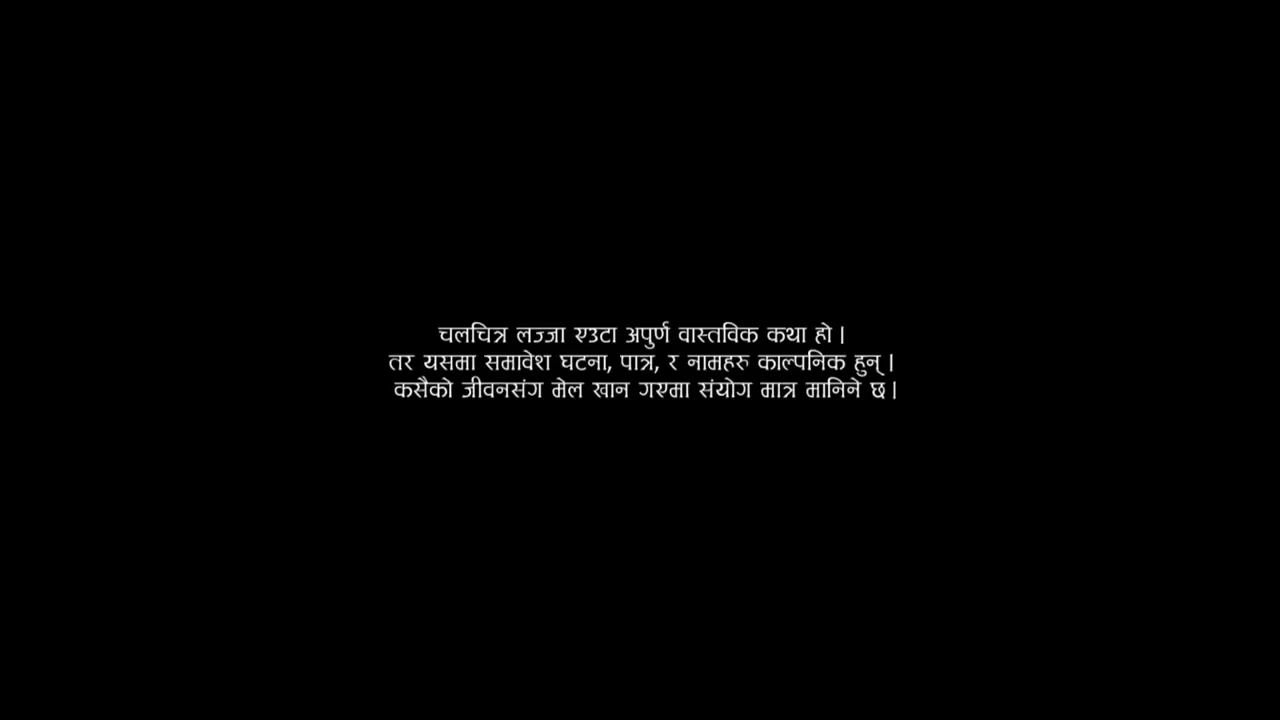 चलचित्र लज्जा एउटा अपुर्ण वास्तविक कथा हो ।
तर यसमा समावेश घटना, पात्र, र नामहरु काल्पनिक हुन् ।
कसैको जीवनसंग मेल खान गएमा संयोग मात्र मानिने छ ।